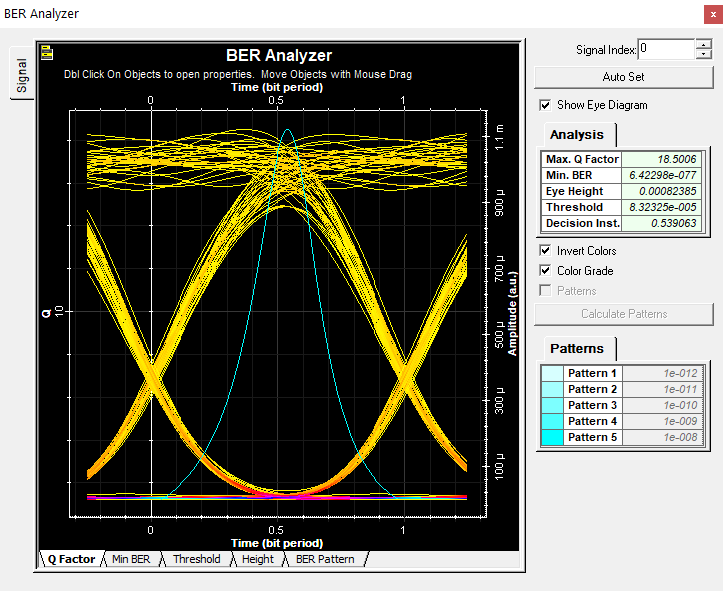 BER Analyzer
x
Signal
BER Analyzer
Dbl Click On Objects to open properties. Move Objects with Mouse Drag
Time (bit period)
0 0.5 1
Q
10
1.1 m
900 µ
700 µ
500 µ
300 µ
100 µ
Amplitude (a.u.)
0 0.5 1
Time (bit period)
Q Factor Min BER Threshold Height BER Pattern
Signal Index: 0
Auto Set
Show Eye Diagram
Analysis
Max. Q Factor 18.5006
Min. BER 6.42298e-077
Eye Height 0.00082385
Threshold 8.32325e-005
Decision Inst. 0.539063
Invert Colors
Color Grade
Patterns
Calculate Patterns
Patterns
Pattern 1 1e-012
Pattern 2 1e-011
Pattern 3 1e-010
Pattern 4 1e-009
Pattern 5 1e-008